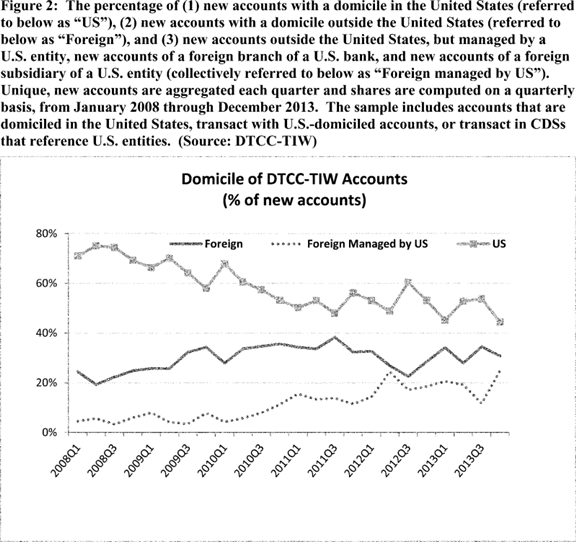 Figure 2:  The percentage of (1) new accounts with a domicile in the United States (referred
to below as “US”), (2) new accounts with a domicile outside the United States (referred to
below as “Foreign”), and (3) new accounts outside the United States, but managed by a
U.S. entity, new accounts of a foreign branch of a U.S. bank, and new accounts of a foreign
subsidiary of a U.S. entity (collectively referred to below as “Foreign managed by US”).
Unique, new accounts are aggregated each quarter and shares are computed on a quarterly
basis, from January 2008 through December 2013.  The sample includes accounts that are
domiciled in the United States, transact with U.S.-domiciled accounts, or transact in CDSs
that reference U.S. entities.  (Source: DTCC-TIW)
Domicile of DTCC-TIW Accounts
(% of new accounts)
Foreign
Foreign Managed by US
US
80%
60%
40%
20%
0%
2008Q1
2008Q3
2009Q1
2009Q3
2010Q1
2010Q3
2011Q1
2011Q3
2012Q1
2012Q3
2013Q1
2013Q3